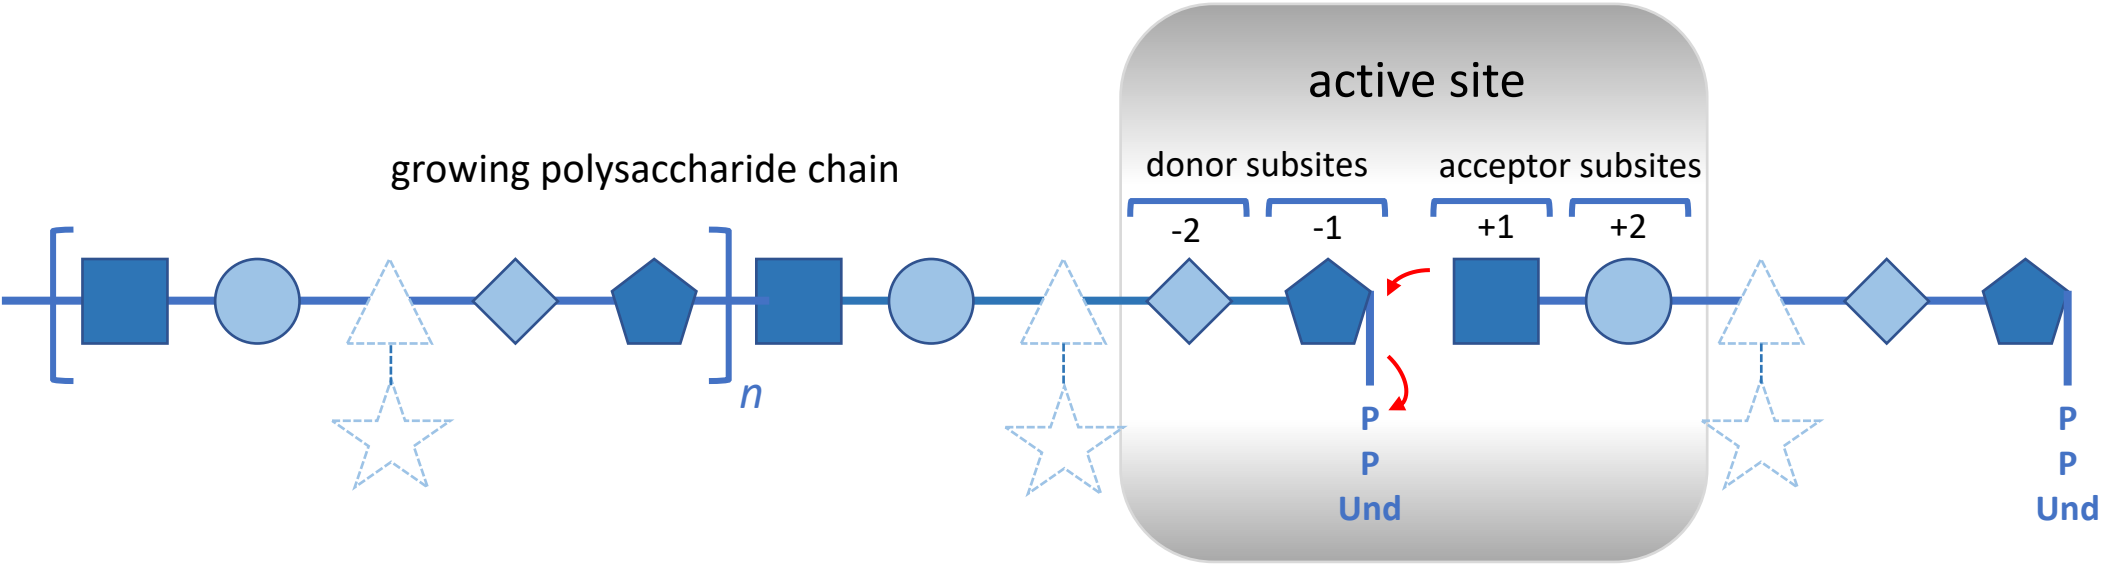 active site
growing polysaccharide chain
donor subsites
acceptor subsites
-2
-1
+1
+2
n
P
P
Und
P
P
Und